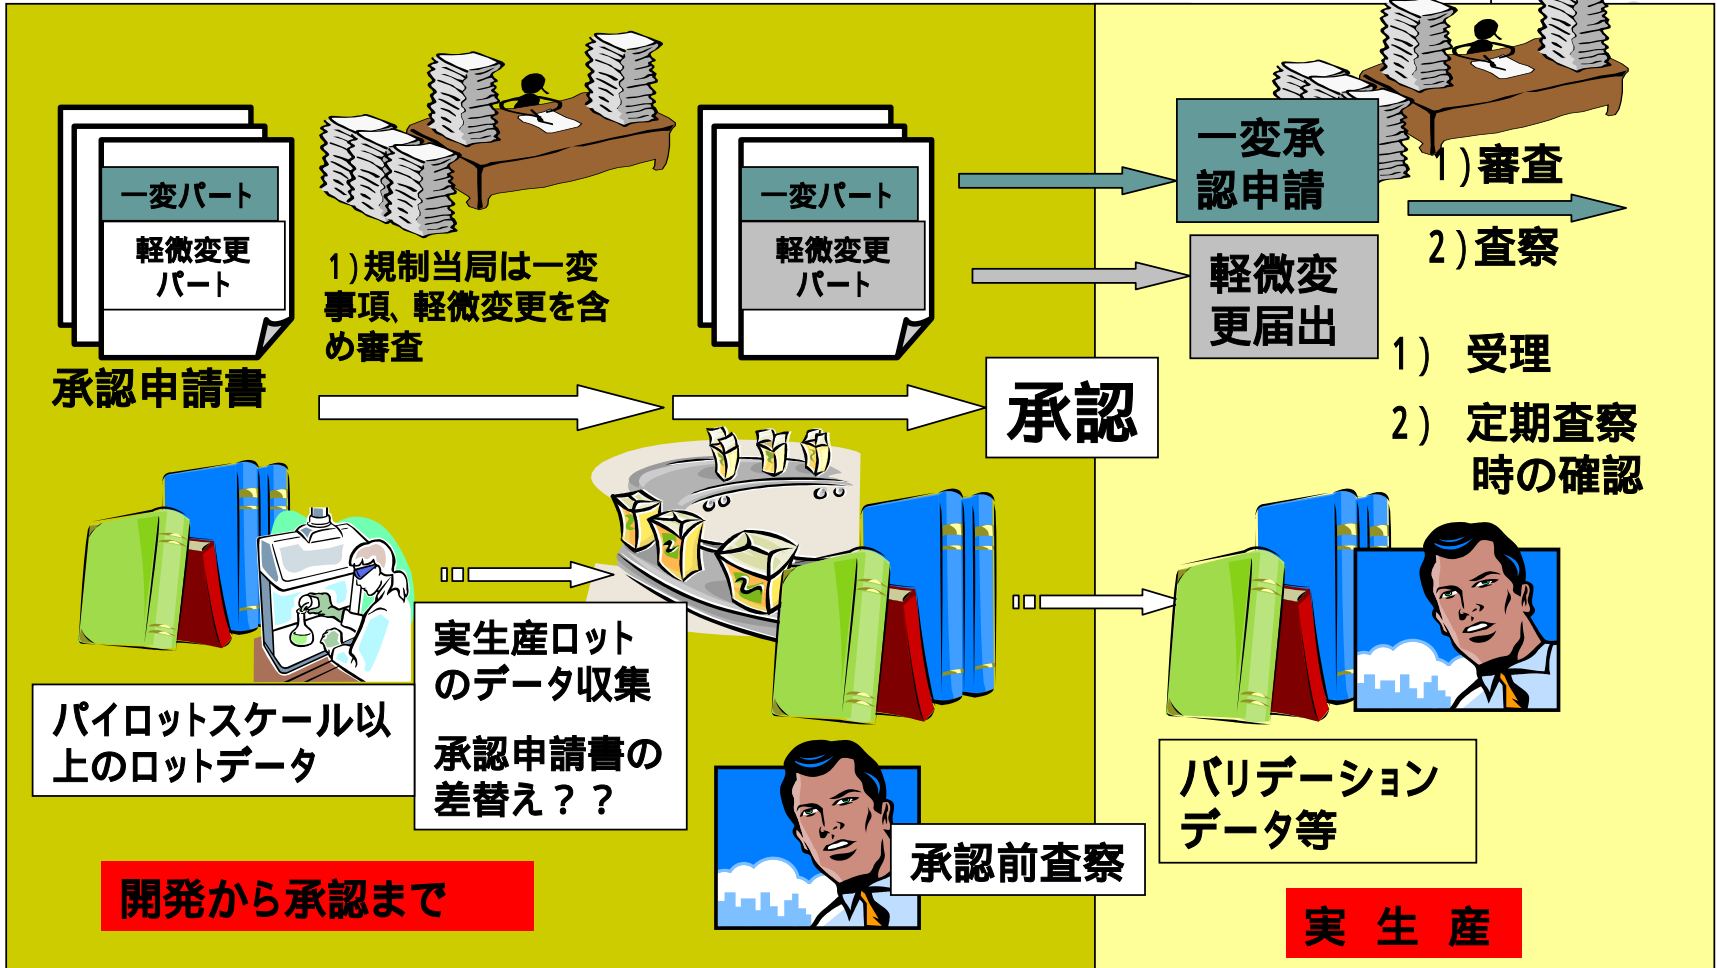 一変パート
軽微変更
パート
承認申請書
1)規制当局は一変
事項、軽微変更を含
め審査
一変パート
軽微変更
パート
承認
パイロットスケール以
上のロットデータ
実生産ロット
のデータ収集
承認申請書の
差替え？？
承認前査察
開発から承認まで
一変承
認申請
1)審査
2)査察
軽微変
更届出
1) 受理
2) 定期査察
時の確認
バリデーション
データ等
実 生 産